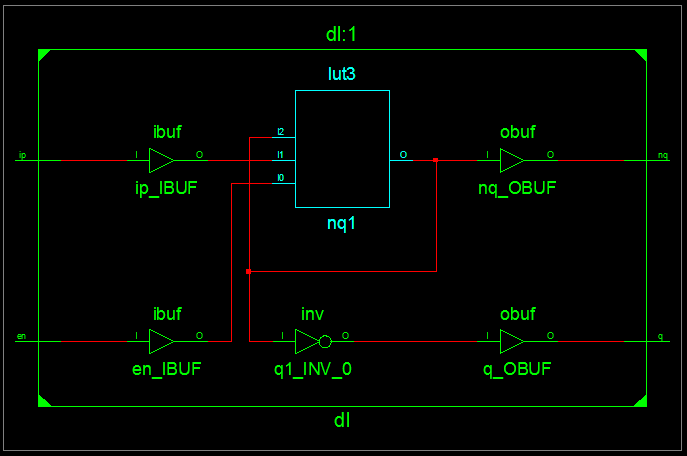 dl:1
lut3
ibuf
obuf
I2
ip
I
O
I1
O
I
O
nq
I0
ip_IBUF
nq_OBUF
nq1
ibuf
inv
obuf
en
I
O
I
O
I
O
q
en_IBUF
q1_INV_0
q_OBUF
dl